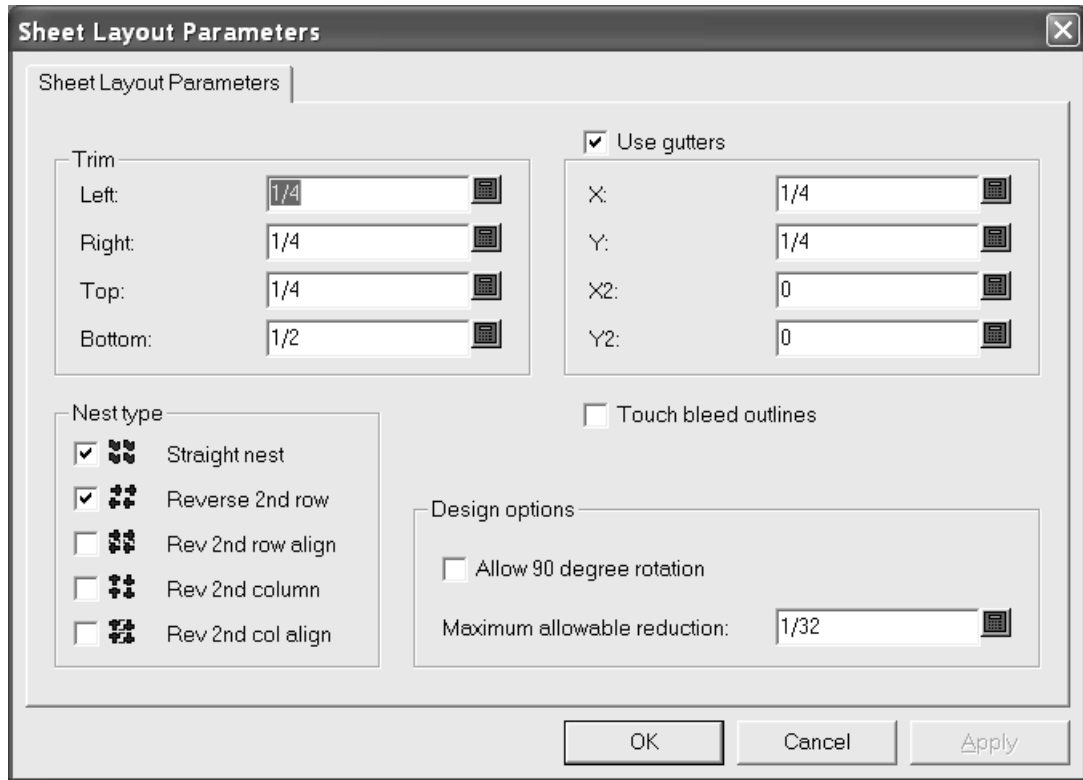 Sheet Layout Parameters
Sheet Layout Parameters
Trim
Left: 1/4
Right: 1/4
Top: 1/4
Bottom: 1/2
Use gutters
X: 1/4
Y: 1/4
X2: 0
Y2: 0
Nest type
Straight nest
Reverse 2nd row
Rev 2nd row align
Rev 2nd column
Rev 2nd col align
Touch bleed outlines
Design options
Allow 90 degree rotation
Maximum allowable reduction: 1/32
OK Cancel Apply